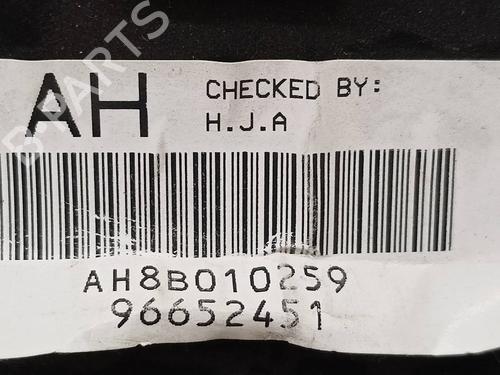 B-PARTS
AH
CHECKED BY:
H.J.A
AH8B010259
96652451